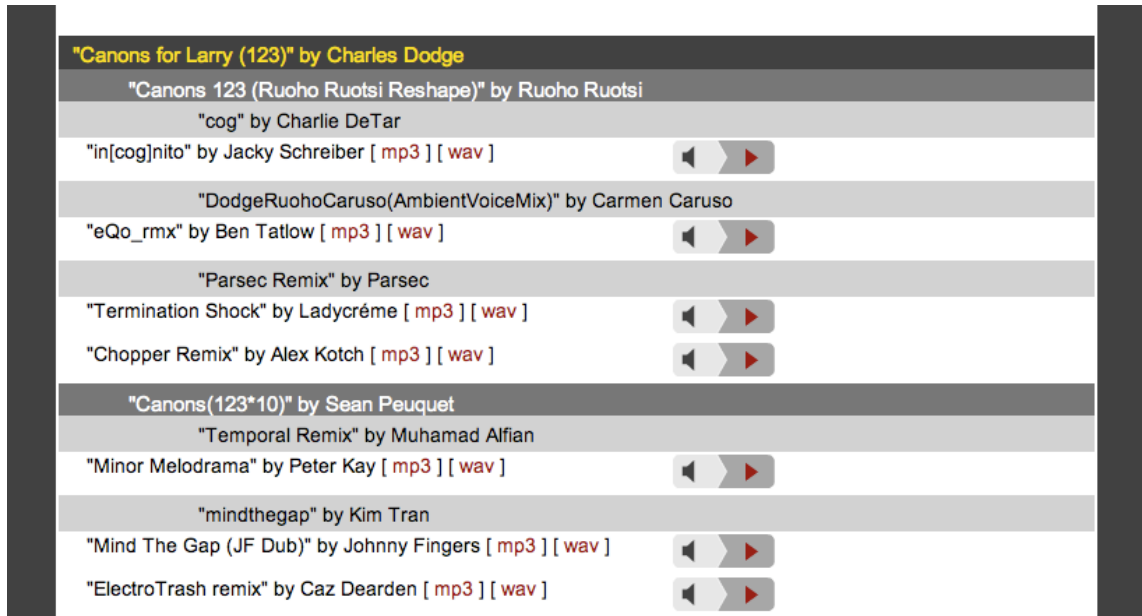 "Canons for Larry (123)" by Charles Dodge
"Canons 123 (Ruoho Ruotsi Reshape)" by Ruoho Ruotsi
"cog" by Charlie DeTar
"in[cog]nito" by Jacky Schreiber [ mp3 ] [ wav ]
"DodgeRuohoCaruso(AmbientVoiceMix)" by Carmen Caruso
"eQo_rmx" by Ben Tatlow [ mp3 ] [ wav ]
"Parsec Remix" by Parsec
"Termination Shock" by Ladycréme [ mp3 ] [ wav ]
"Chopper Remix" by Alex Kotch [ mp3 ] [ wav ]
"Canons(123*10)" by Sean Peuquet
"Temporal Remix" by Muhamad Alfian
"Minor Melodrama" by Peter Kay [ mp3 ] [ wav ]
"mindthegap" by Kim Tran
"Mind The Gap (JF Dub)" by Johnny Fingers [ mp3 ] [ wav ]
"ElectroTrash remix" by Caz Dearden [ mp3 ] [ wav ]